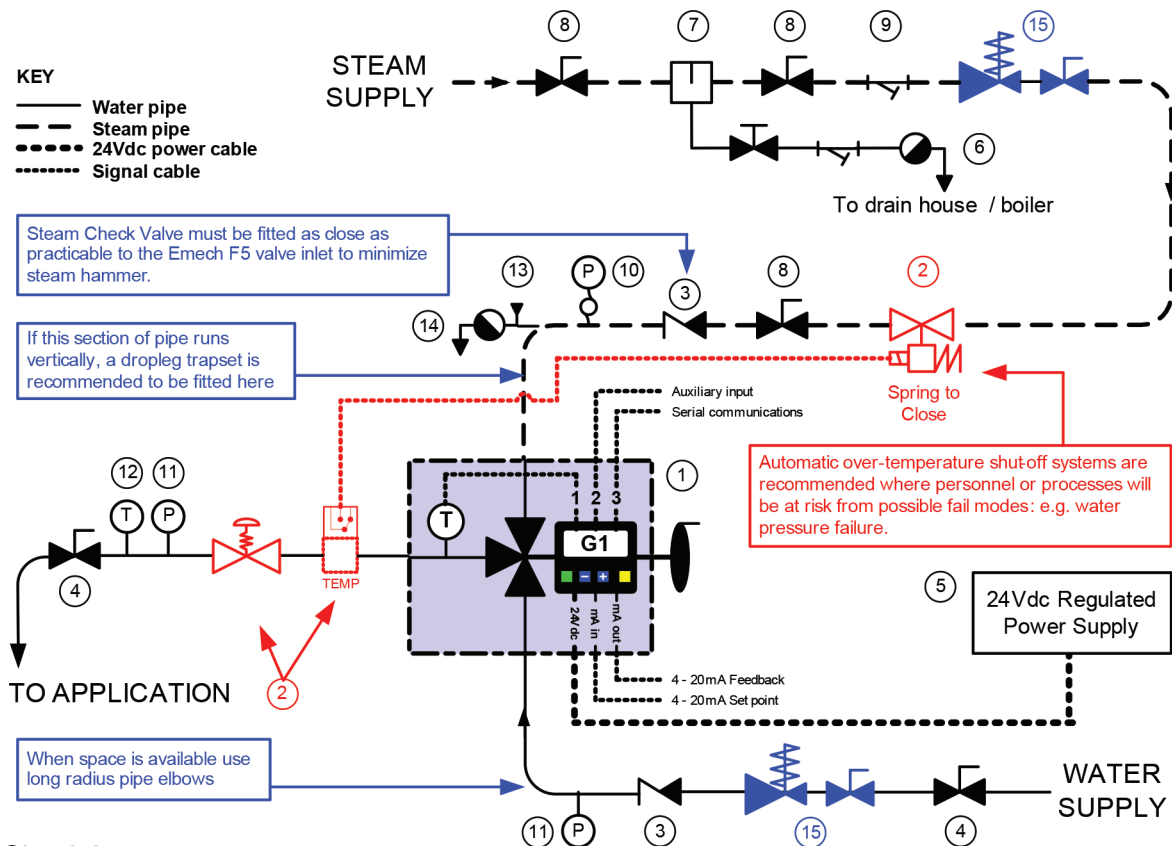 8
7
8
9
15
KEY
Water pipe
Steam pipe
24Vdc power cable
Signal cable
STEAM
SUPPLY
6
To drain house / boiler
Steam Check Valve must be fitted as close as
practicable to the Emech F5 valve inlet to minimize
steam hammer.
13
P
10
3
8
2
14
If this section of pipe runs
vertically, a dropleg trapset is
recommended to be fitted here
Spring to
Close
Auxiliary input
Serial communications
Automatic over-temperature shut-off systems are
recommended where personnel or processes will
be at risk from possible fail modes: e.g. water
pressure failure.
12
11
T
P
4
TEMP
T
1
2
3
1
G1
24Vdc
mA in
mA out
5
24Vdc Regulated
Power Supply
TO APPLICATION
2
4 - 20mA Feedback
4 - 20mA Set point
When space is available use
long radius pipe elbows
WATER
SUPPLY
11
P
3
15
4